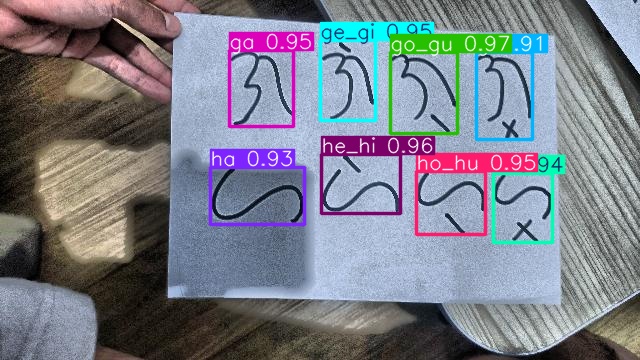 ga 0.95 ge_gi 0.95 go_gu 0.97 .91
ᜄ ᜄᜒ ᜄᜓ ᜄ᜔
ha 0.93 he_hi 0.96 ho_hu 0.95 94
ᜑ ᜑᜒ ᜑᜓ ᜑ᜔